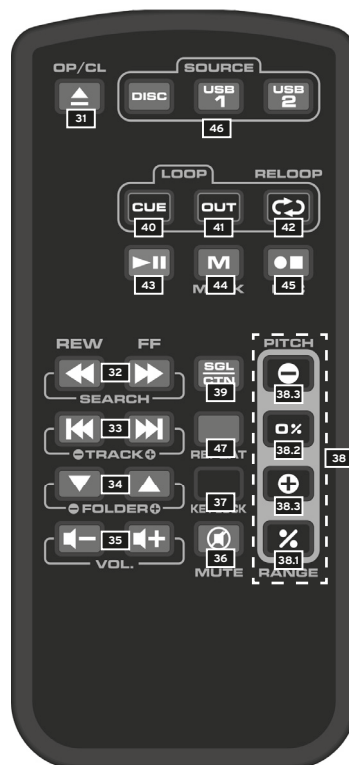 OP/CL SOURCE
DISC USB 1 USB 2
31 46
LOOP RELOOP
CUE OUT
40 41 42
M
43 44 45
REW FF PITCH
SGL
CTN
32 39 38.3
SEARCH
0%
33 47 38.2
TRACK
38
34 37 38.3
FOLDER
%
35 36 38.1
VOL. MUTE RANGE